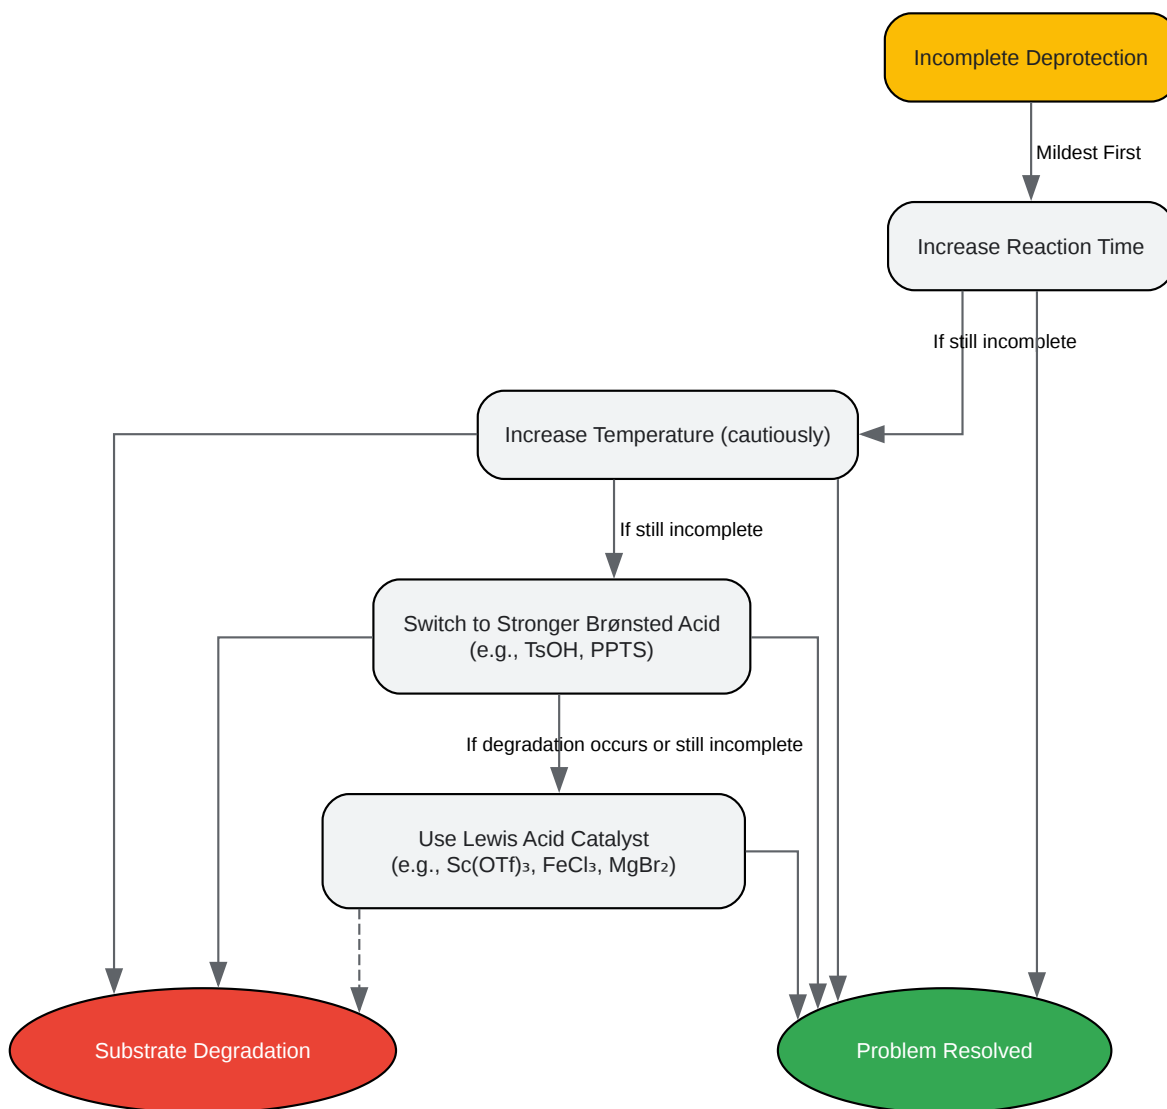 Incomplete Deprotection
Mildest First
Increase Reaction Time
If still incomplete
Increase Temperature (cautiously)
If still incomplete
Switch to Stronger Brønsted Acid
(e.g., TsOH, PPTS)
If degradation occurs or still incomplete
Use Lewis Acid Catalyst
(e.g., Sc(OTf)₃, FeCl₃, MgBr₂)
Substrate Degradation
Problem Resolved